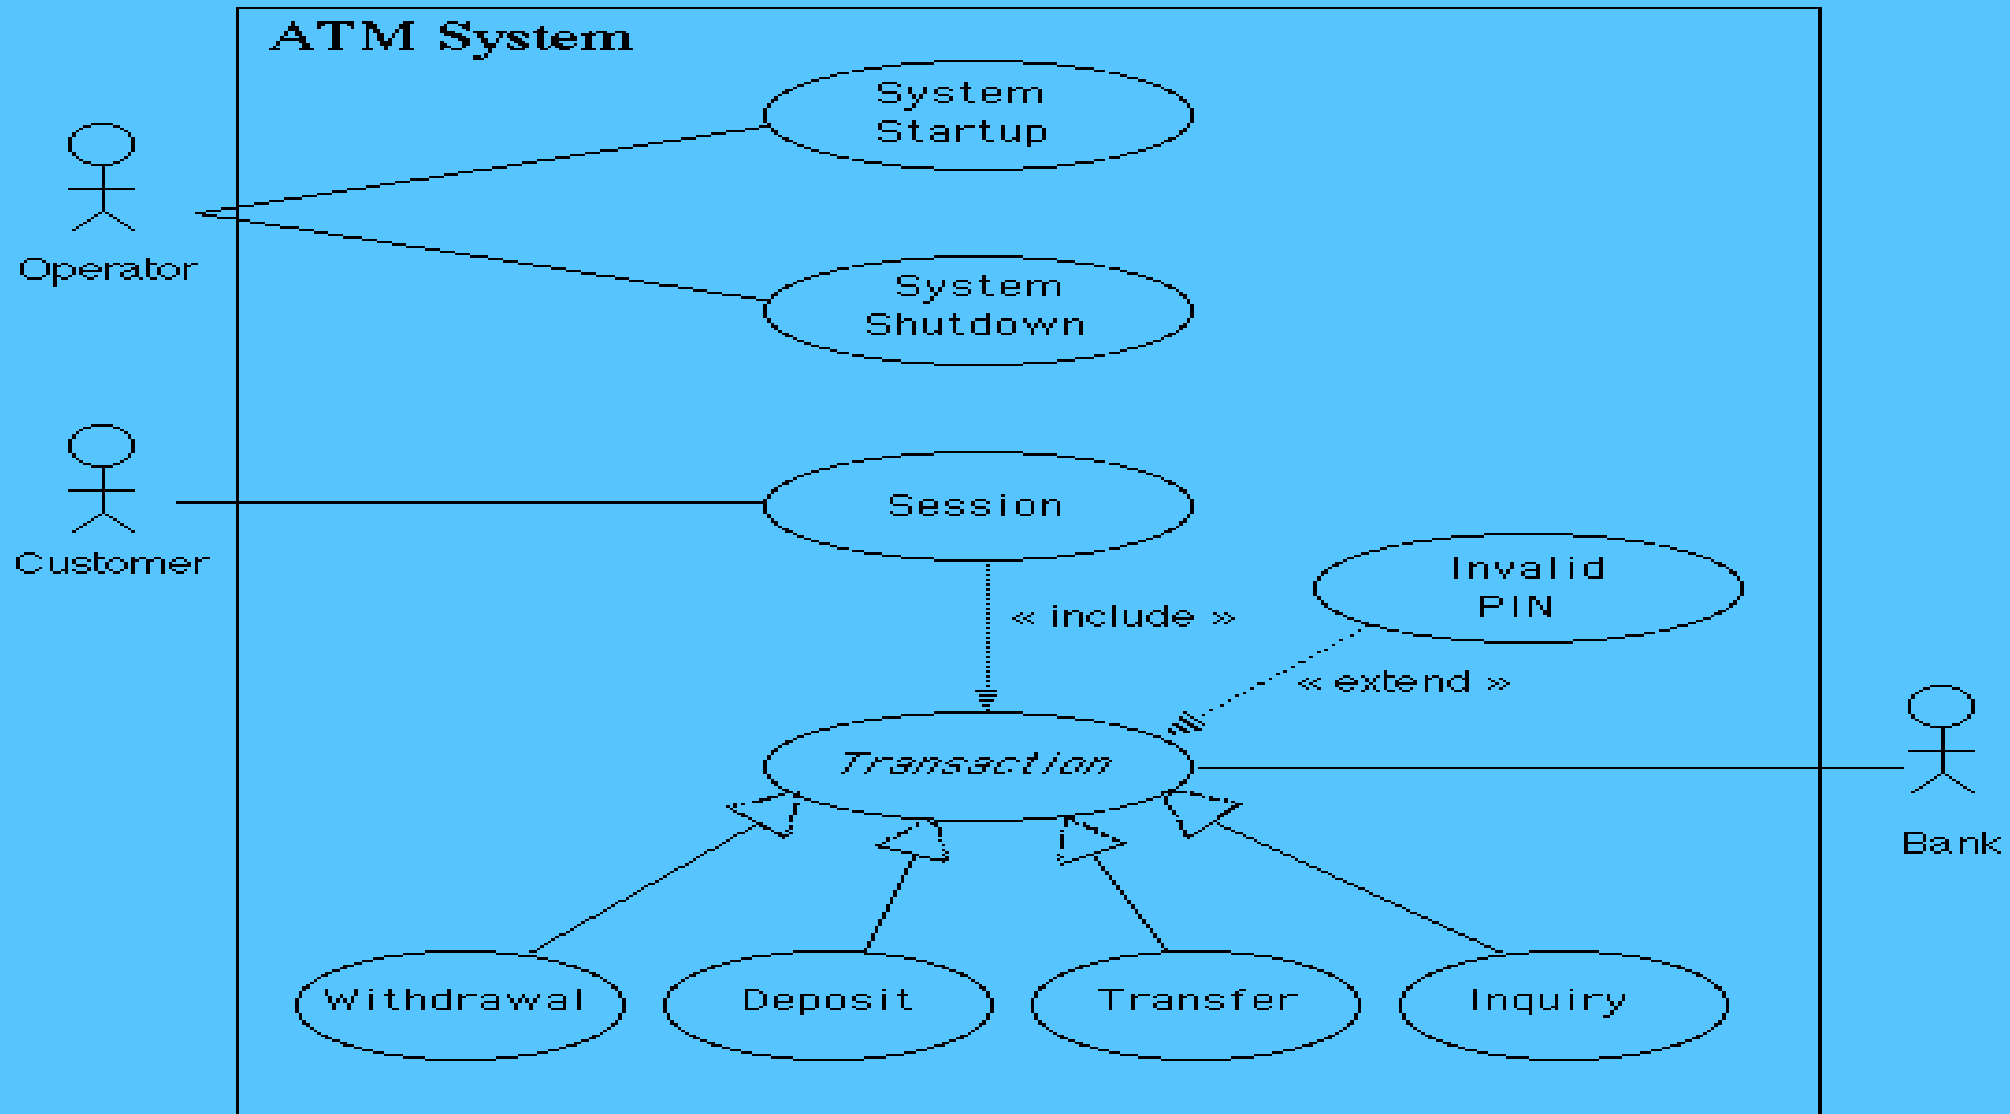 ATM System
System
Startup
Operator
System
Shutdown
Customer
Session
Invalid
PIN
« include »
« extend »
Transaction
Bank
Withdrawal
Deposit
Transfer
Inquiry